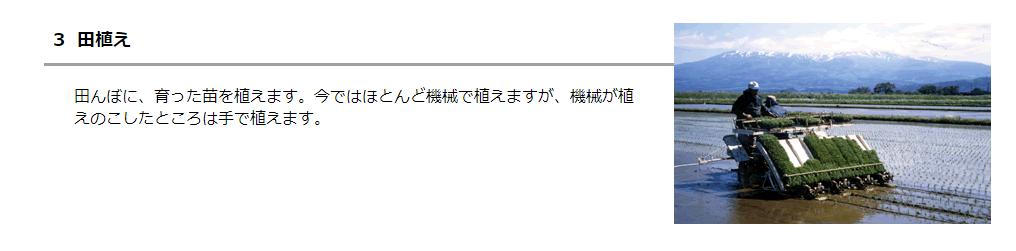 3 田植え
田んぼに、育った苗を植えます。今ではほとんど機械で植えますが、機械が植
えのこしたところは手で植えます。